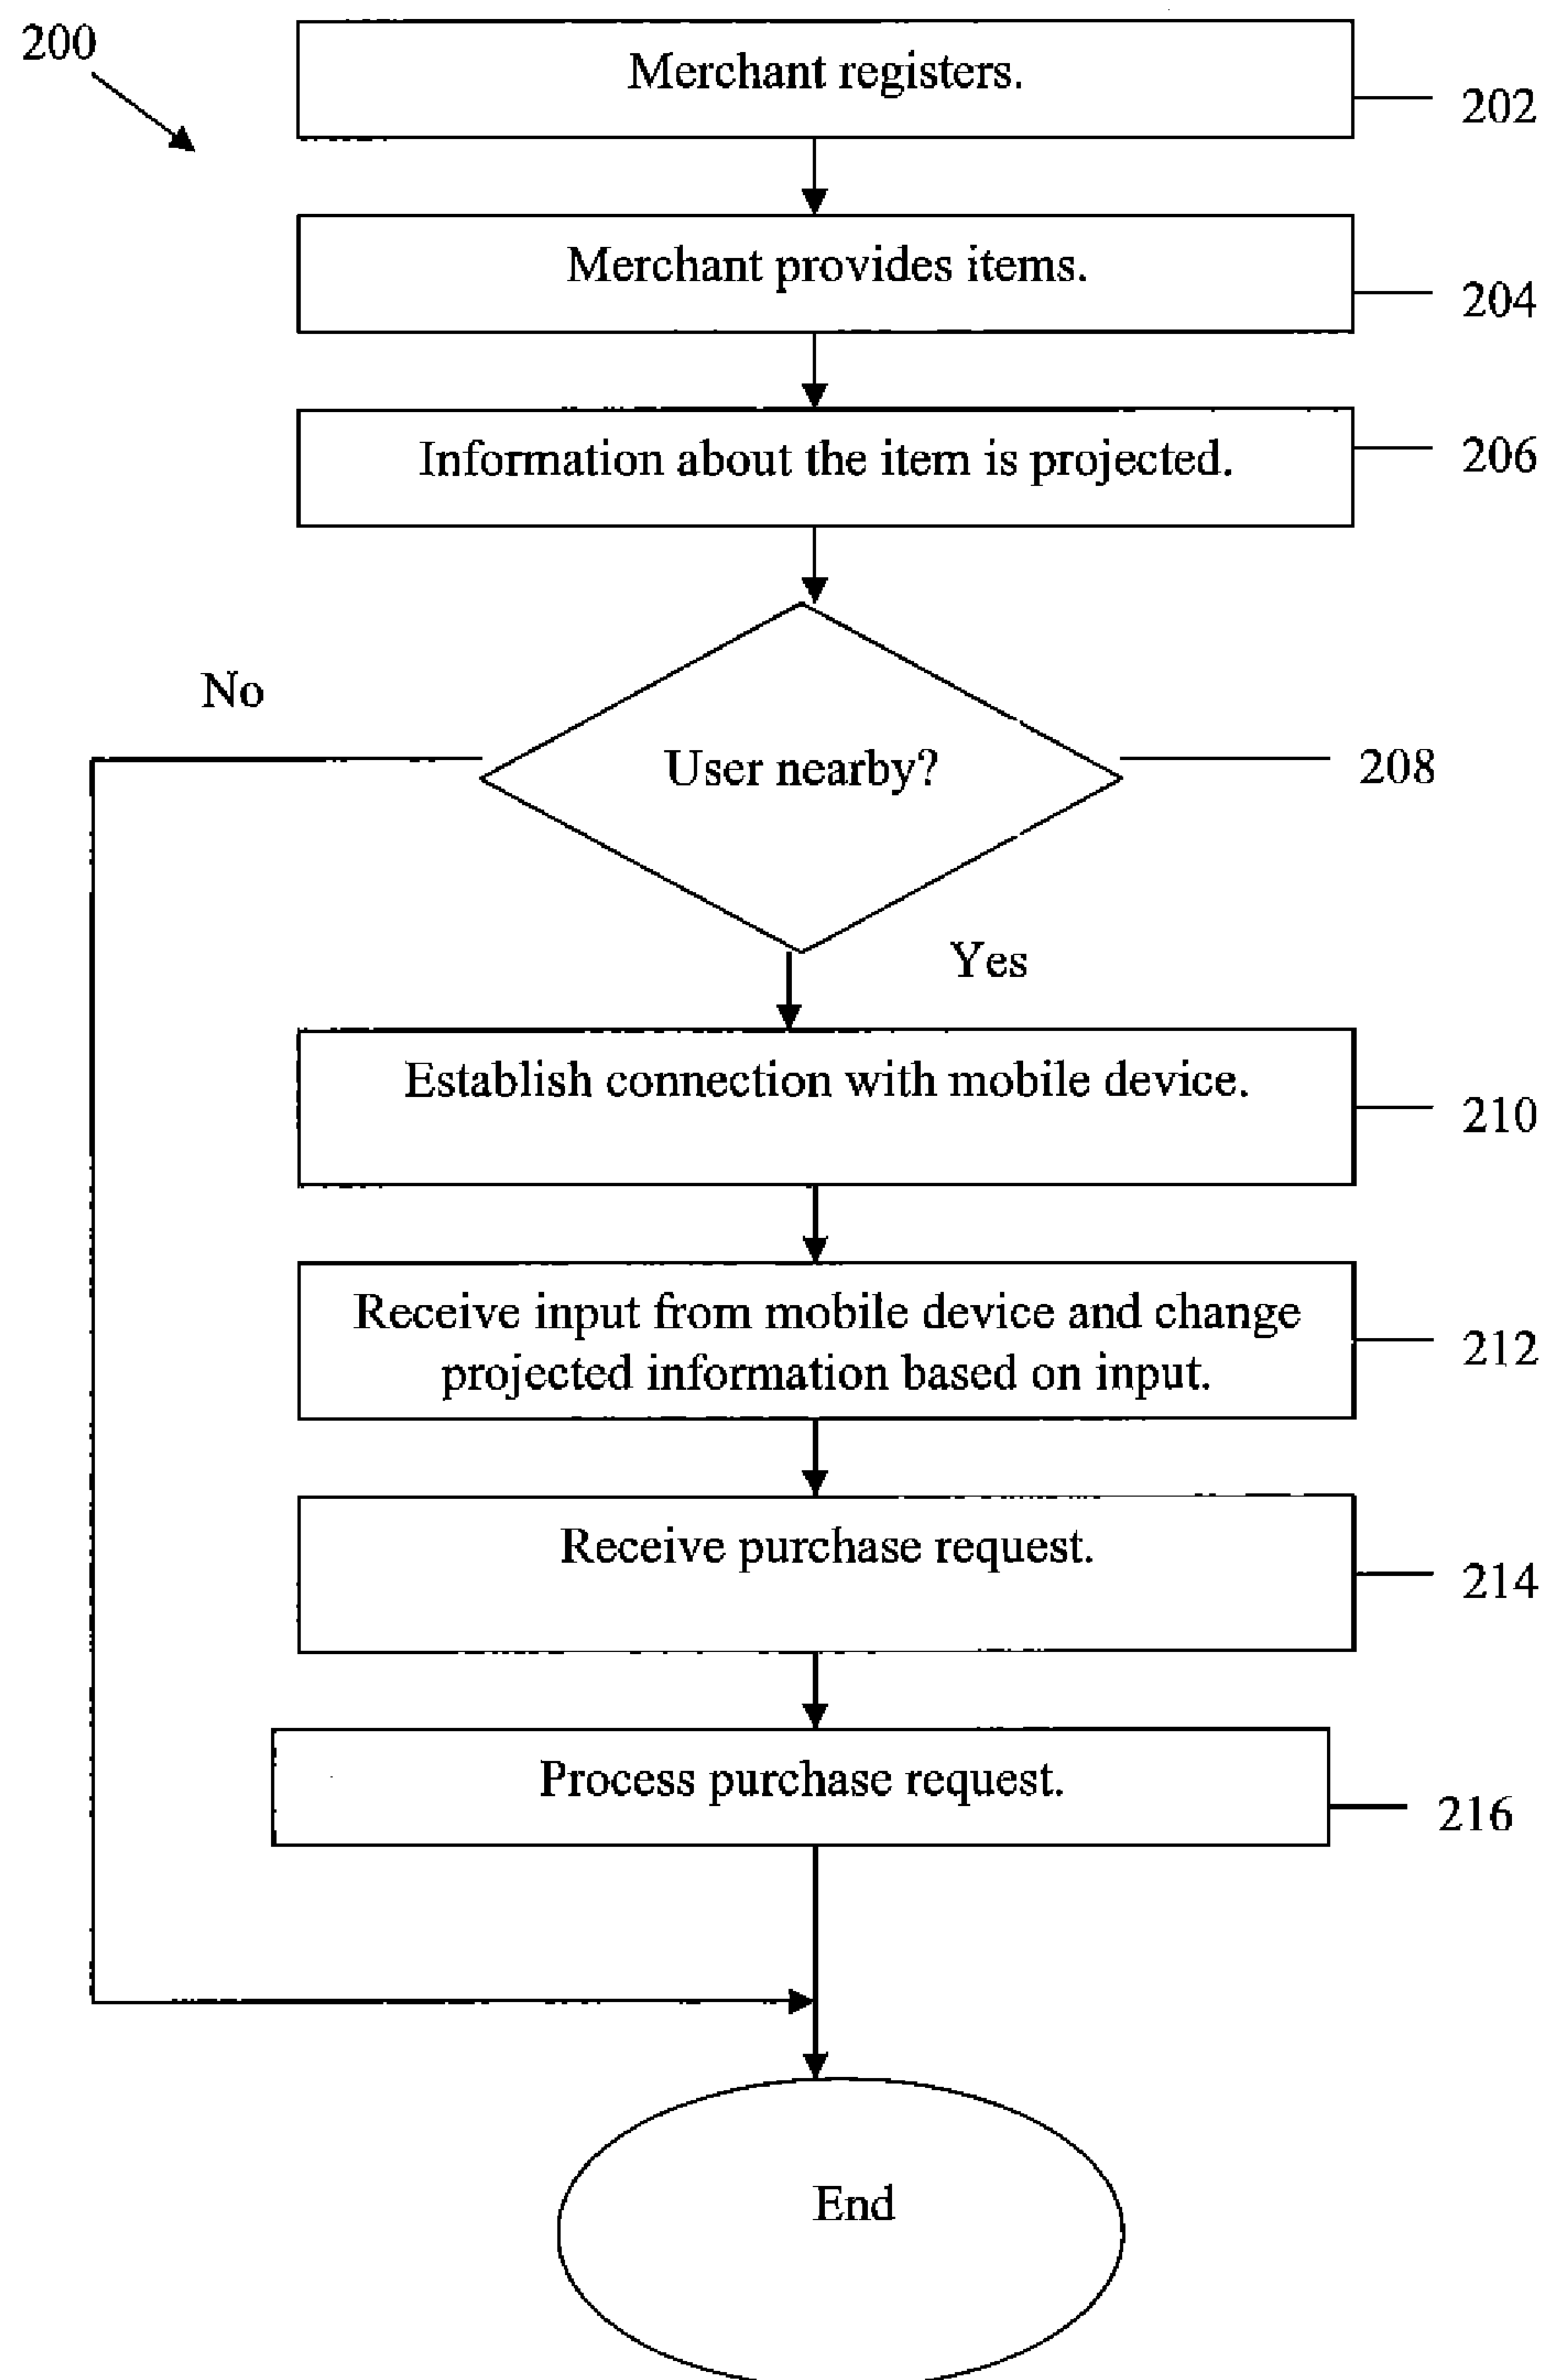 200
Merchant registers.
202
Merchant provides items.
204
Information about the item is projected.
206
No
User nearby?
208
Yes
Establish connection with mobile device.
210
Receive input from mobile device and change
projected information based on input.
212
Receive purchase request.
214
Process purchase request.
216
End